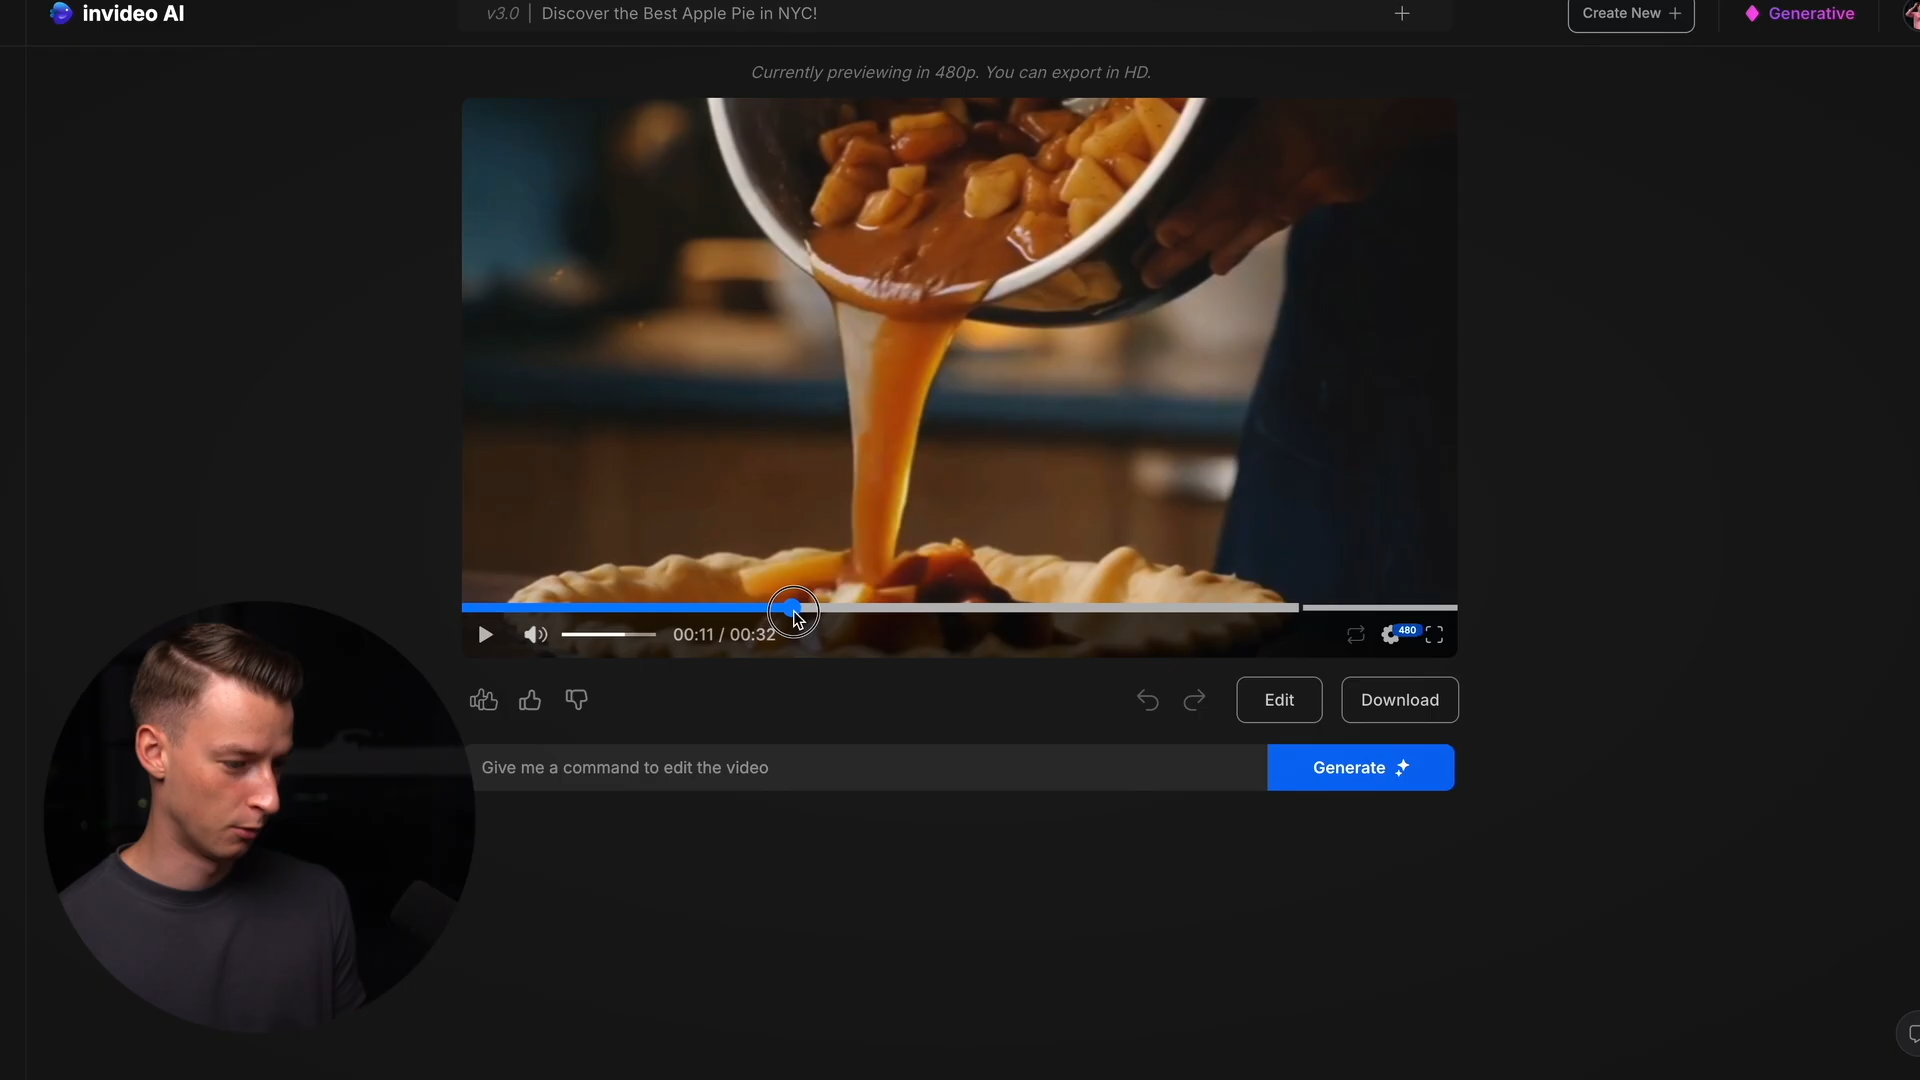 invideo AI
v3.0 | Discover the Best Apple Pie in NYC!
Create New +
Generative
Currently previewing in 480p. You can export in HD.
00:11 / 00:32
480
Edit
Download
Give me a command to edit the video
Generate